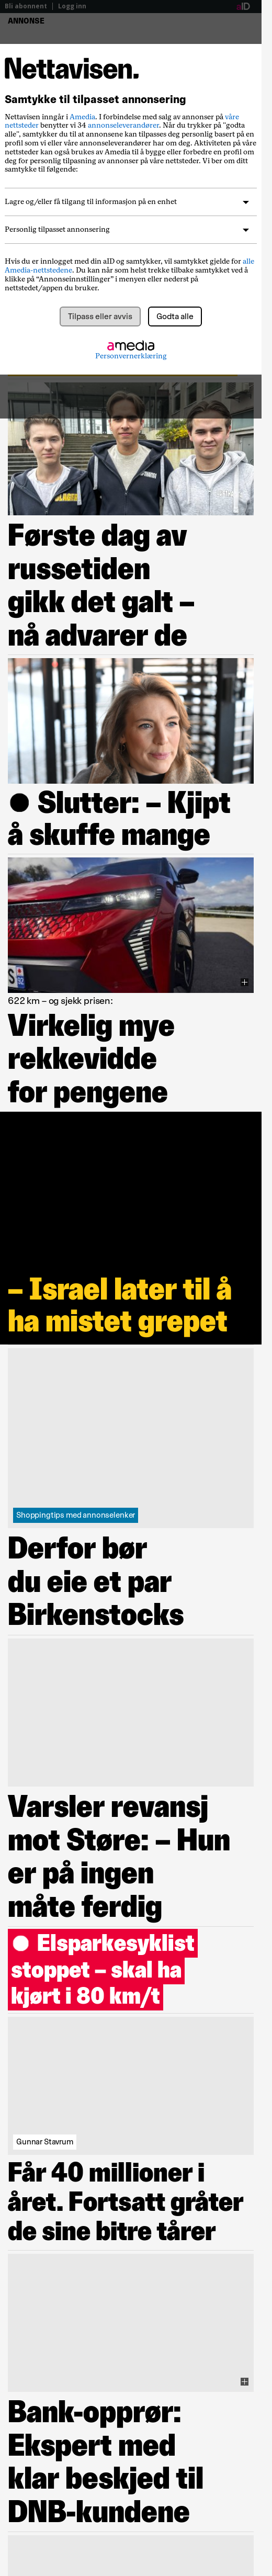 Bli abonnent | Logg inn
aID
ANNONSE
Nettavisen.
Samtykke til tilpasset annonsering
Nettavisen inngår i Amedia. I forbindelse med salg av annonser på våre
nettsteder benytter vi 34 annonseleverandører. Når du trykker på "godta
alle", samtykker du til at annonser kan tilpasses deg personlig basert på en
profil som vi eller våre annonseleverandører har om deg. Aktiviteten på våre
nettsteder kan også brukes av Amedia til å bygge eller forbedre en profil om
deg for personlig tilpasning av annonser på våre nettsteder. Vi ber om ditt
samtykke til følgende:
Lagre og/eller få tilgang til informasjon på en enhet
Personlig tilpasset annonsering
Hvis du er innlogget med din aID og samtykker, vil samtykket gjelde for alle
Amedia-nettstedene. Du kan når som helst trekke tilbake samtykket ved å
klikke på “Annonseinnstillinger” i menyen eller nederst på
nettstedet/appen du bruker.
Tilpass eller avvis
Godta alle
amedia
Personvernerklæring
Første dag av
russetiden
gikk det galt –
nå advarer de
Slutter: – Kjipt
å skuffe mange
622 km – og sjekk prisen:
Virkelig mye
rekkevidde
for pengene
– Israel later til å
ha mistet grepet
Shoppingtips med annonselenker
Derfor bør
du eie et par
Birkenstocks
Varsler revansj
mot Støre: – Hun
er på ingen
måte ferdig
Elsparkesyklist
stoppet – skal ha
kjørt i 80 km/t
Gunnar Stavrum
Får 40 millioner i
året. Fortsatt gråter
de sine bitre tårer
Bank-opprør:
Ekspert med
klar beskjed til
DNB-kundene